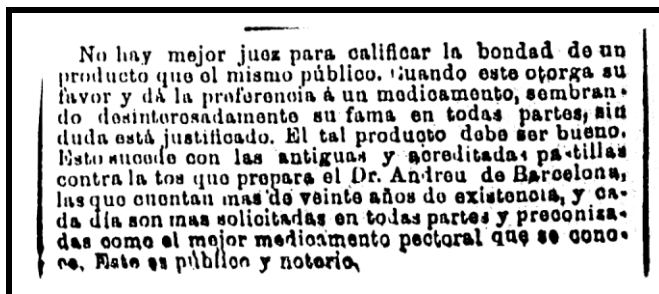 No hay mejor juez para calificar la bondad de un
producto que el mismo público. Cuando este otorga su
favor y dá la preferencia á un medicamento, sembran-
do desinteresadamente su fama en todas partes, sin
duda está justificado. El tal producto debe ser bueno.
Esto sucede con las antiguas y acreditadas pastillas
contra la tos que prepara el Dr. Andreu de Barcelona,
las que cuentan mas de veinte años de existencia, y ca-
da día son mas solicitadas en todas partes y preconiza-
das como el mejor medicamento pectoral que se cono-
ce. Esto es público y notorio,